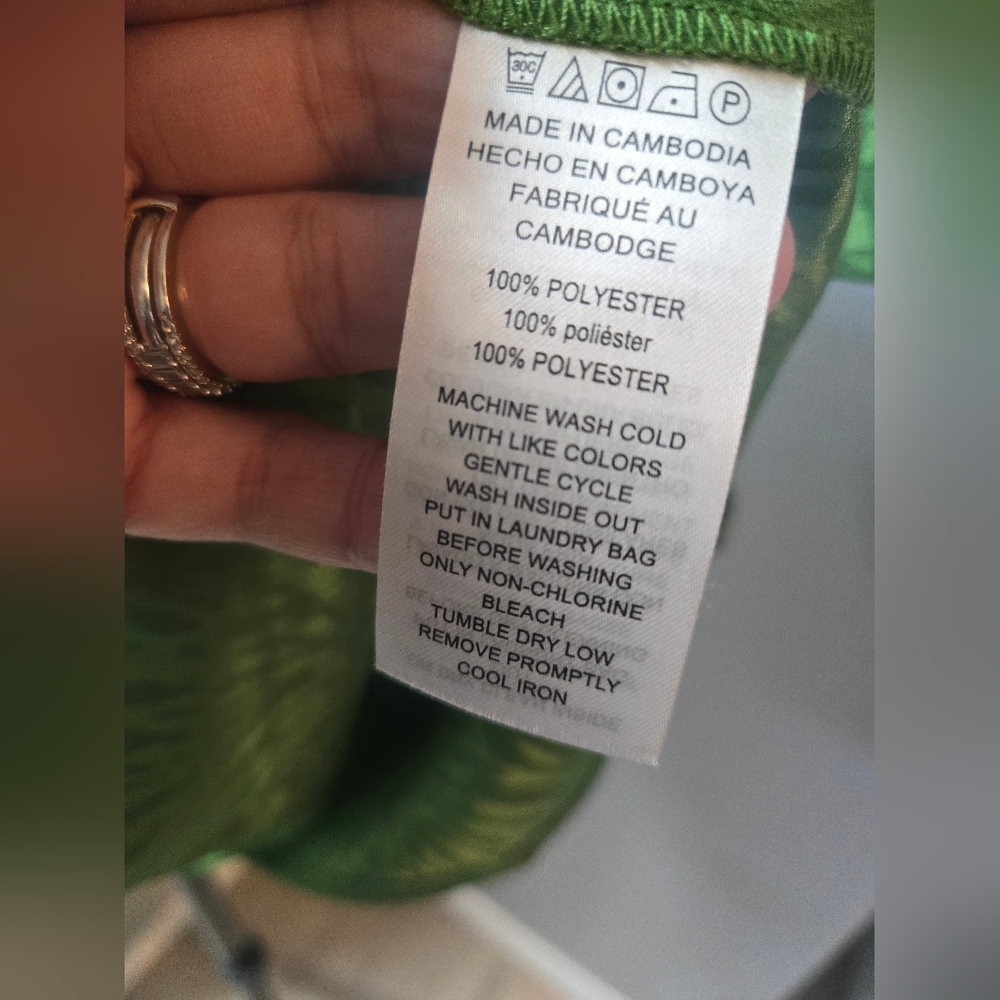 30C
P
MADE IN CAMBODIA
HECHO EN CAMBOYA
FABRIQUÉ AU
CAMBODGE
100% POLYESTER
100% poliéster
100% POLYESTER
MACHINE WASH COLD
WITH LIKE COLORS
GENTLE CYCLE
WASH INSIDE OUT
PUT IN LAUNDRY BAG
BEFORE WASHING
ONLY NON-CHLORINE
BLEACH
TUMBLE DRY LOW
REMOVE PROMPTLY
COOL IRON